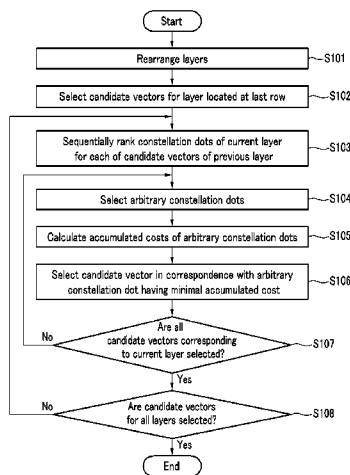 Start
Rearrange layers
S101
Select candidate vectors for layer located at last row
S102
Sequentially rank constellation dots of current layer
for each of candidate vectors of previous layer
S103
Select arbitrary constellation dots
S104
Calculate accumulated costs of arbitrary constellation dots
S105
Select candidate vector in correspondence with arbitrary
constellation dot having minimal accumulated cost
S106
No
Are all
candidate vectors corresponding
to current layer selected?
S107
Yes
No
Are candidate vectors
for all layers selected?
S108
Yes
End